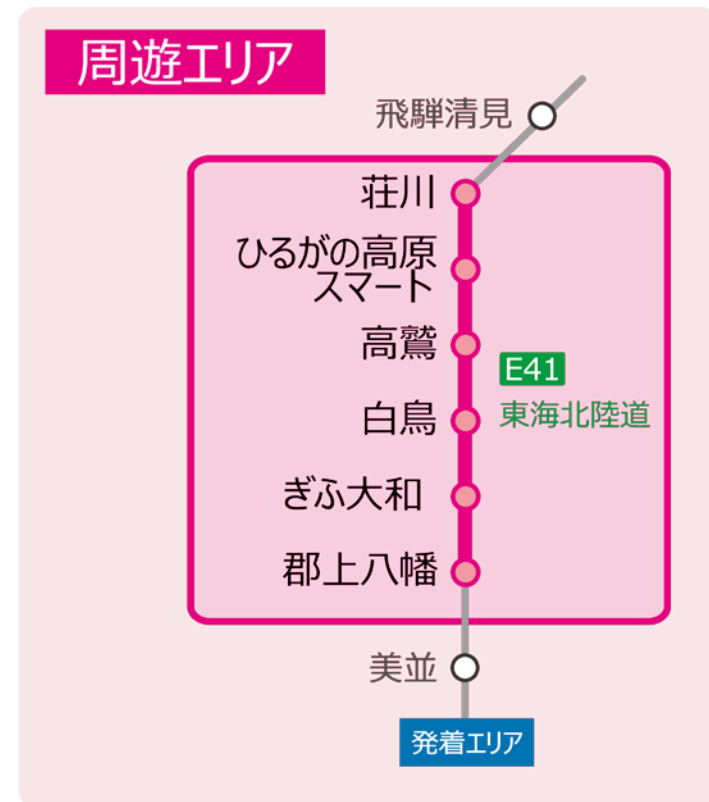 周遊エリア
飛騨清見
荘川
ひるがの高原
スマート
高鷲
E41
白鳥
東海北陸道
ぎふ大和
郡上八幡
美並
発着エリア